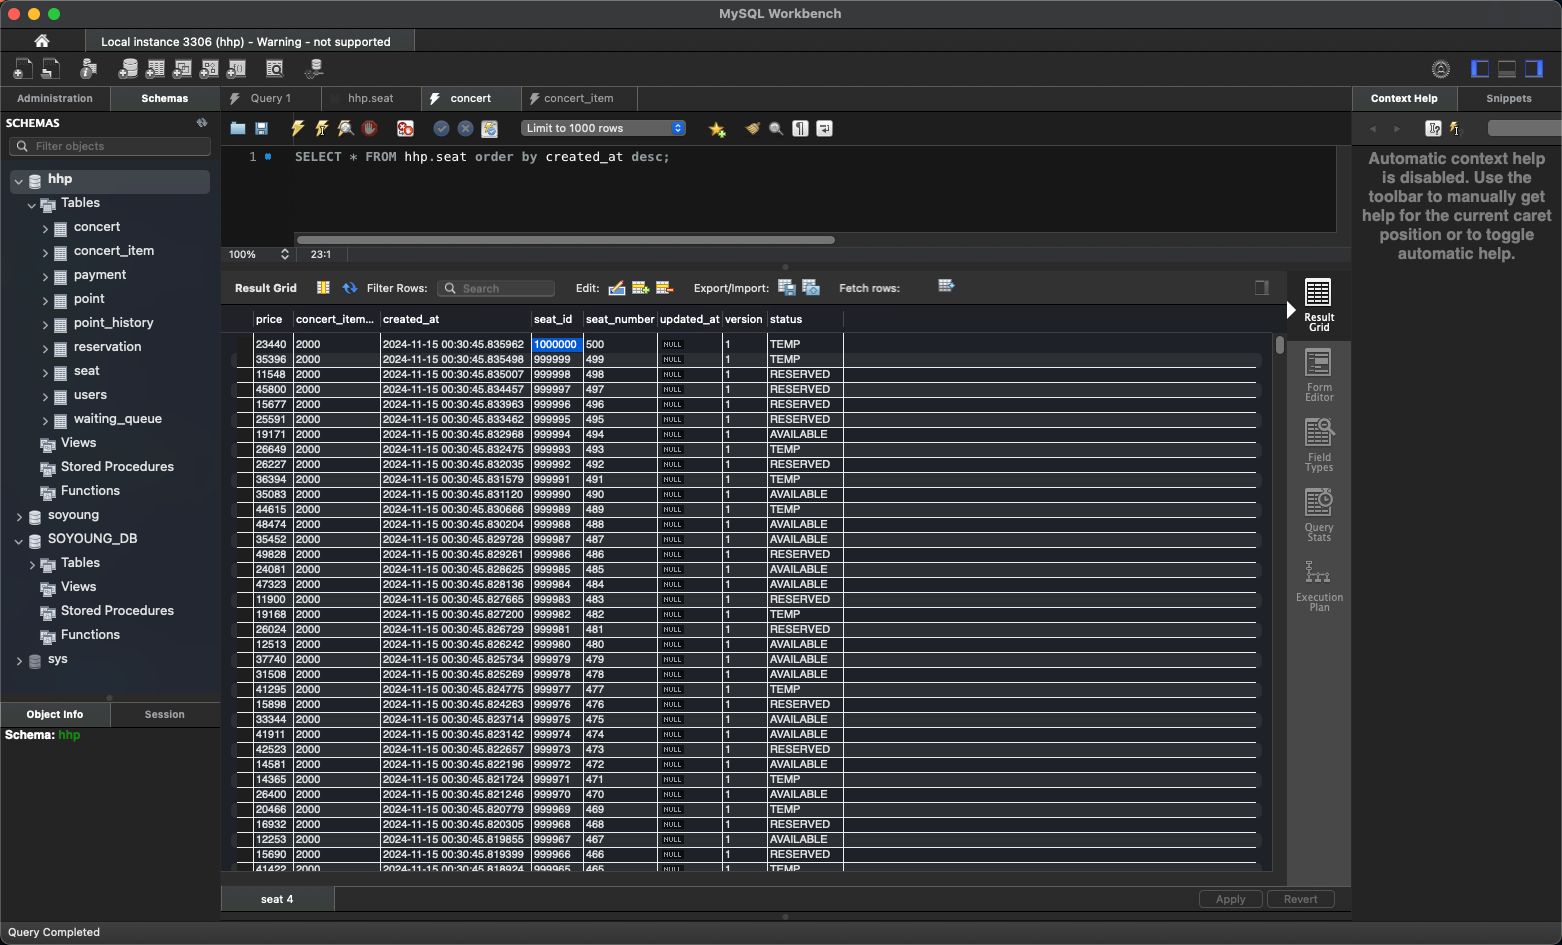 MySQL Workbench
Local instance 3306 (hhp) - Warning - not supported
Administration
Schemas
Query 1
hhp.seat
concert
concert_item
Context Help
Snippets
SCHEMAS
Filter objects
hhp
Tables
concert
concert_item
payment
point
point_history
reservation
seat
users
waiting_queue
Views
Stored Procedures
Functions
soyoung
SOYOUNG_DB
Tables
Views
Stored Procedures
Functions
sys
Object Info
Session
Schema: hhp
Limit to 1000 rows
1 SELECT * FROM hhp.seat order by created_at desc;
100% 23:1
Result Grid Filter Rows: Search Edit: Export/Import: Fetch rows:
price concert_item... created_at seat_id seat_number updated_at version status
23440 2000 2024-11-15 00:30:45.835962 1000000 500 NULL 1 TEMP
35396 2000 2024-11-15 00:30:45.835498 999999 499 NULL 1 TEMP
11548 2000 2024-11-15 00:30:45.835007 999998 498 NULL 1 RESERVED
45800 2000 2024-11-15 00:30:45.834457 999997 497 NULL 1 RESERVED
15677 2000 2024-11-15 00:30:45.833963 999996 496 NULL 1 RESERVED
25591 2000 2024-11-15 00:30:45.833462 999995 495 NULL 1 RESERVED
19171 2000 2024-11-15 00:30:45.832968 999994 494 NULL 1 AVAILABLE
26649 2000 2024-11-15 00:30:45.832475 999993 493 NULL 1 TEMP
26227 2000 2024-11-15 00:30:45.832035 999992 492 NULL 1 RESERVED
36394 2000 2024-11-15 00:30:45.831579 999991 491 NULL 1 TEMP
35083 2000 2024-11-15 00:30:45.831120 999990 490 NULL 1 AVAILABLE
44615 2000 2024-11-15 00:30:45.830666 999989 489 NULL 1 TEMP
48474 2000 2024-11-15 00:30:45.830204 999988 488 NULL 1 AVAILABLE
35452 2000 2024-11-15 00:30:45.829728 999987 487 NULL 1 AVAILABLE
49828 2000 2024-11-15 00:30:45.829261 999986 486 NULL 1 RESERVED
24081 2000 2024-11-15 00:30:45.828625 999985 485 NULL 1 AVAILABLE
47323 2000 2024-11-15 00:30:45.828136 999984 484 NULL 1 AVAILABLE
11900 2000 2024-11-15 00:30:45.827665 999983 483 NULL 1 RESERVED
19168 2000 2024-11-15 00:30:45.827200 999982 482 NULL 1 TEMP
26024 2000 2024-11-15 00:30:45.826729 999981 481 NULL 1 RESERVED
12513 2000 2024-11-15 00:30:45.826242 999980 480 NULL 1 AVAILABLE
37740 2000 2024-11-15 00:30:45.825734 999979 479 NULL 1 AVAILABLE
31508 2000 2024-11-15 00:30:45.825269 999978 478 NULL 1 AVAILABLE
41295 2000 2024-11-15 00:30:45.824775 999977 477 NULL 1 TEMP
15898 2000 2024-11-15 00:30:45.824263 999976 476 NULL 1 RESERVED
33344 2000 2024-11-15 00:30:45.823714 999975 475 NULL 1 AVAILABLE
41911 2000 2024-11-15 00:30:45.823142 999974 474 NULL 1 AVAILABLE
42523 2000 2024-11-15 00:30:45.822657 999973 473 NULL 1 RESERVED
14581 2000 2024-11-15 00:30:45.822196 999972 472 NULL 1 AVAILABLE
14365 2000 2024-11-15 00:30:45.821724 999971 471 NULL 1 TEMP
26400 2000 2024-11-15 00:30:45.821246 999970 470 NULL 1 AVAILABLE
20466 2000 2024-11-15 00:30:45.820779 999969 469 NULL 1 TEMP
16932 2000 2024-11-15 00:30:45.820305 999968 468 NULL 1 RESERVED
12253 2000 2024-11-15 00:30:45.819855 999967 467 NULL 1 AVAILABLE
15690 2000 2024-11-15 00:30:45.819399 999966 466 NULL 1 RESERVED
41422 2000 2024-11-15 00:30:45.818924 999965 465 NULL 1 TEMP
Result
Grid
Form
Editor
Field
Types
Query
Stats
Execution
Plan
Automatic context help
is disabled. Use the
toolbar to manually get
help for the current caret
position or to toggle
automatic help.
seat 4
Apply
Revert
Query Completed